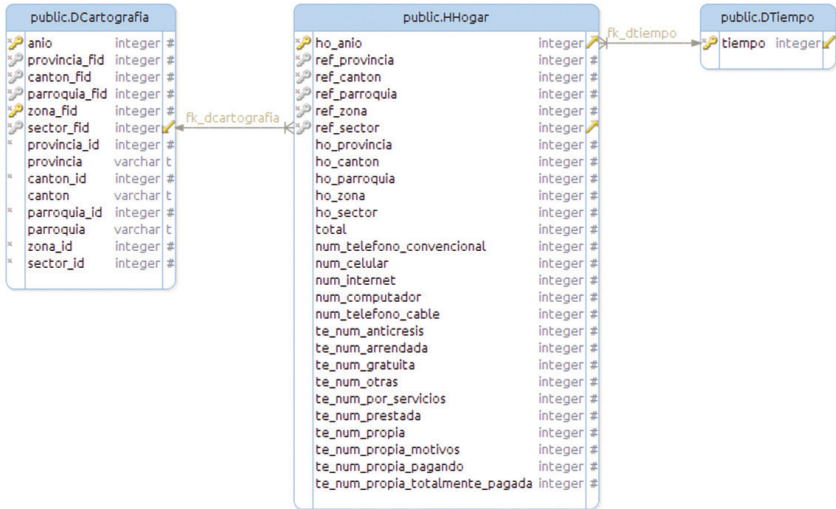 public.DCartografia
anio integer #
provincia_fid integer #
canton_fid integer #
parroquia_fid integer #
zona_fid integer #
sector_fid integer
provincia_id integer #
provincia varchar t
canton_id integer #
canton varchar t
parroquia_id integer #
parroquia varchar t
zona_id integer #
sector_id integer #
fk_dcartografia
public.HHogar
ho_anio integer
ref_provincia integer #
ref_canton integer #
ref_parroquia integer #
ref_zona integer #
ref_sector integer
ho_provincia integer #
ho_canton integer #
ho_parroquia integer #
ho_zona integer #
ho_sector integer #
total integer #
num_telefono_convencional integer #
num_celular integer #
num_internet integer #
num_computador integer #
num_telefono_cable integer #
te_num_anticresis integer #
te_num_arrendada integer #
te_num_gratuita integer #
te_num_otras integer #
te_num_por_servicios integer #
te_num_prestada integer #
te_num_propia integer #
te_num_propia_motivos integer #
te_num_propia_pagando integer #
te_num_propia_totalmente_pagada integer #
fk_dtiempo
public.DTiempo
tiempo integer